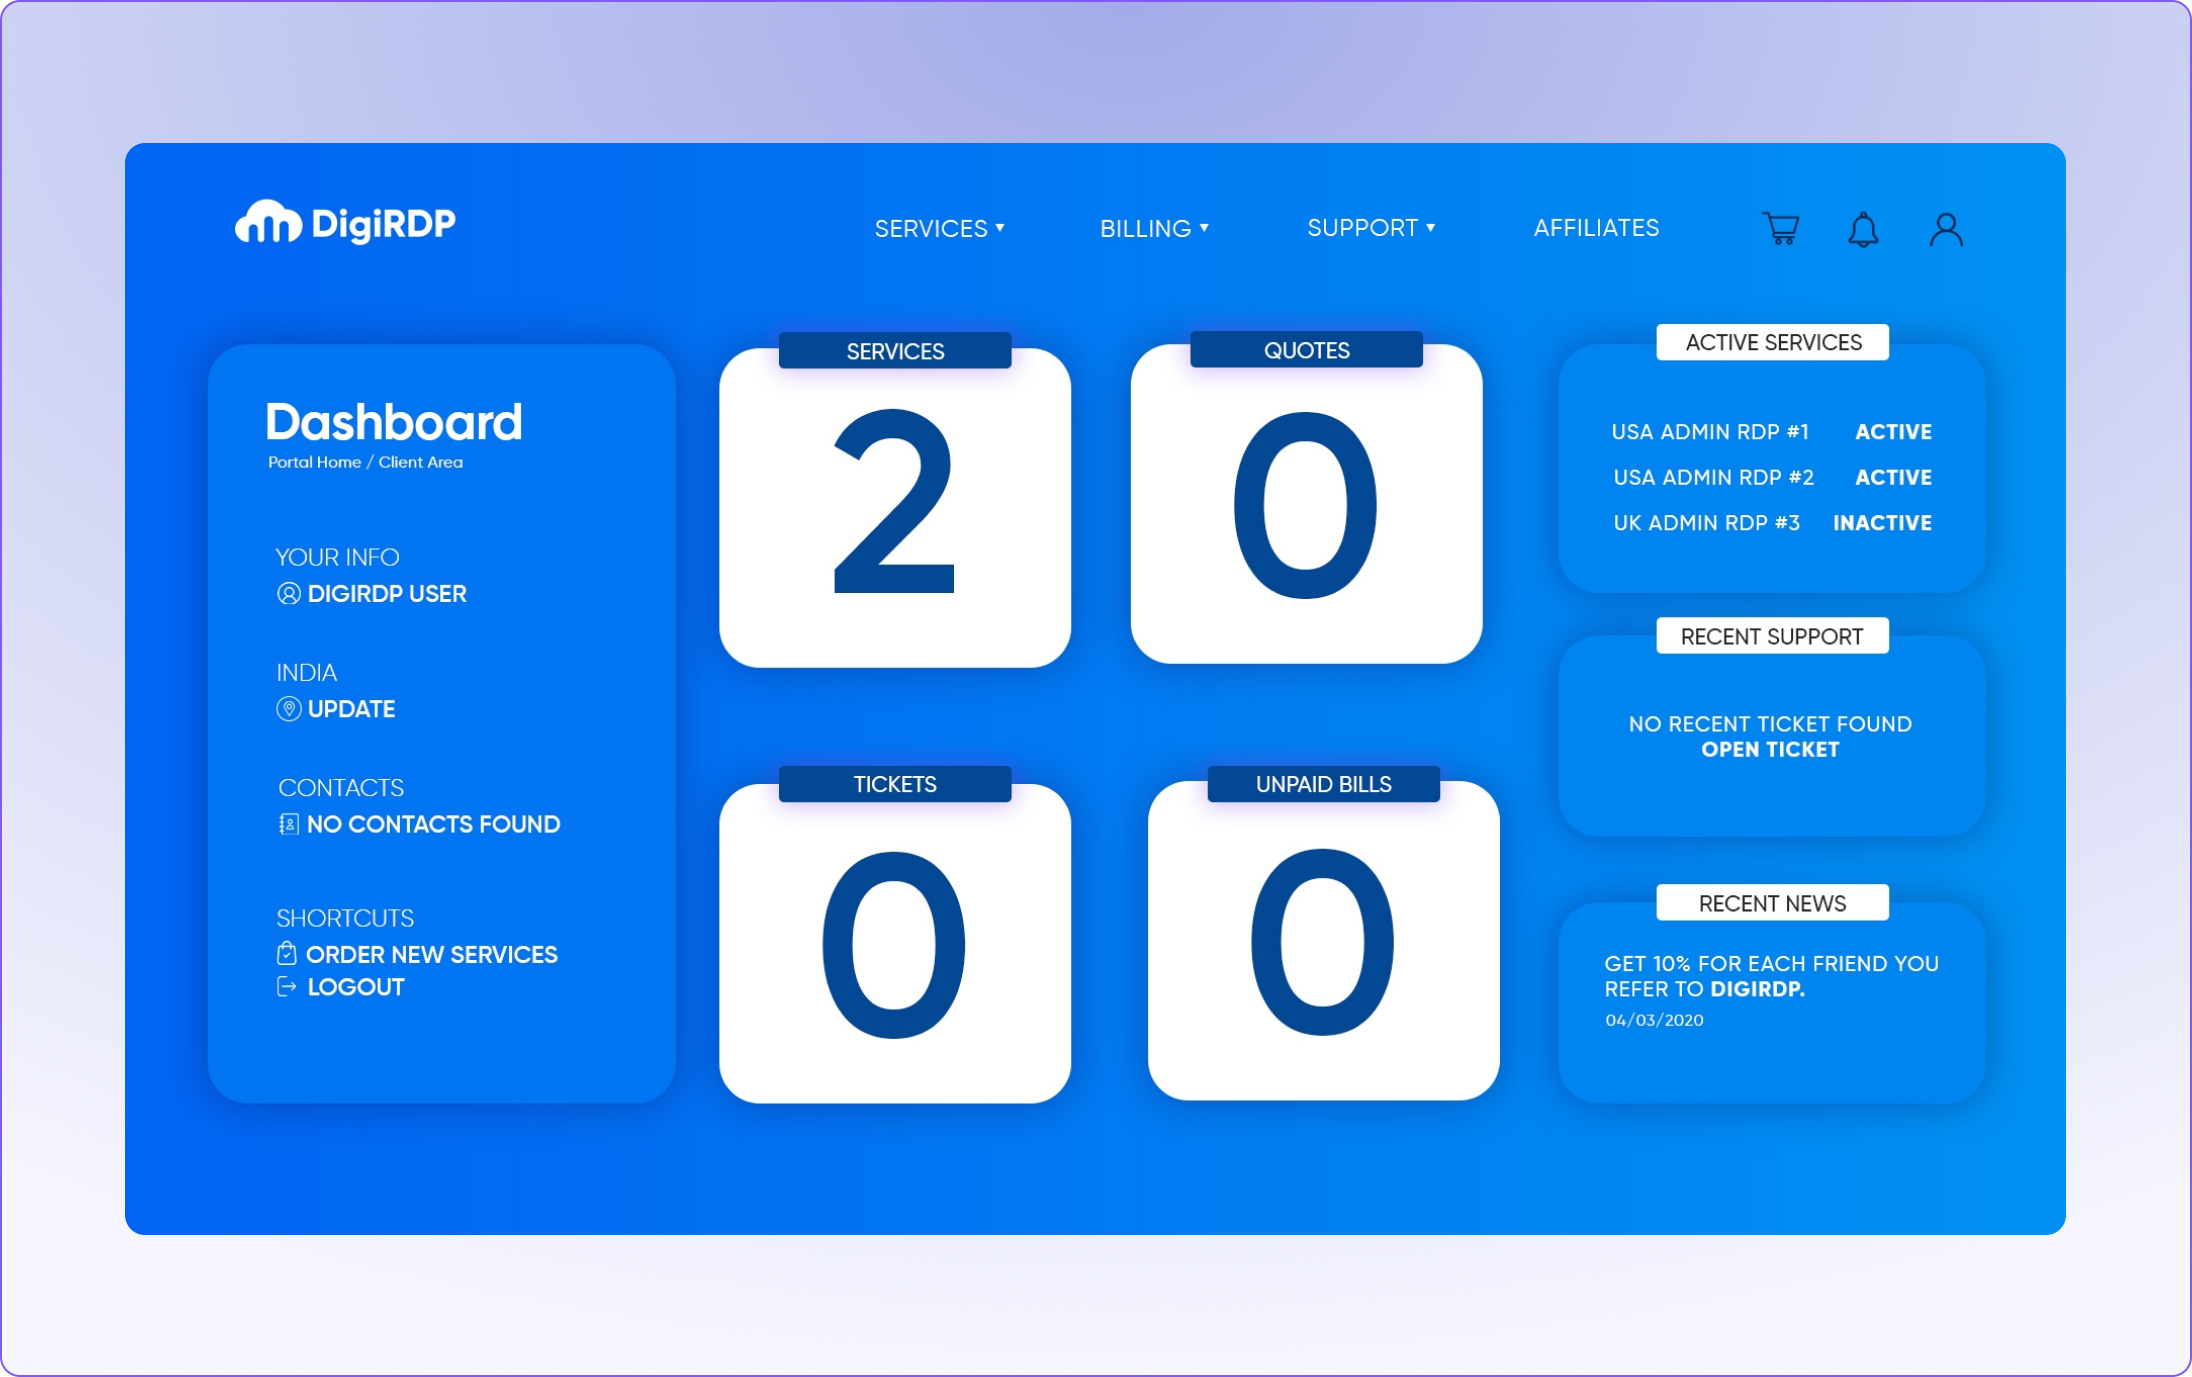 DigiRDP
SERVICES
BILLING
SUPPORT
AFFILIATES
Dashboard
Portal Home / Client Area
YOUR INFO
DIGIRDP USER
INDIA
UPDATE
CONTACTS
NO CONTACTS FOUND
SHORTCUTS
ORDER NEW SERVICES
LOGOUT
SERVICES
2
QUOTES
0
TICKETS
0
UNPAID BILLS
0
ACTIVE SERVICES
USA ADMIN RDP #1 ACTIVE
USA ADMIN RDP #2 ACTIVE
UK ADMIN RDP #3 INACTIVE
RECENT SUPPORT
NO RECENT TICKET FOUND
OPEN TICKET
RECENT NEWS
GET 10% FOR EACH FRIEND YOU
REFER TO DIGIRDP.
04/03/2020